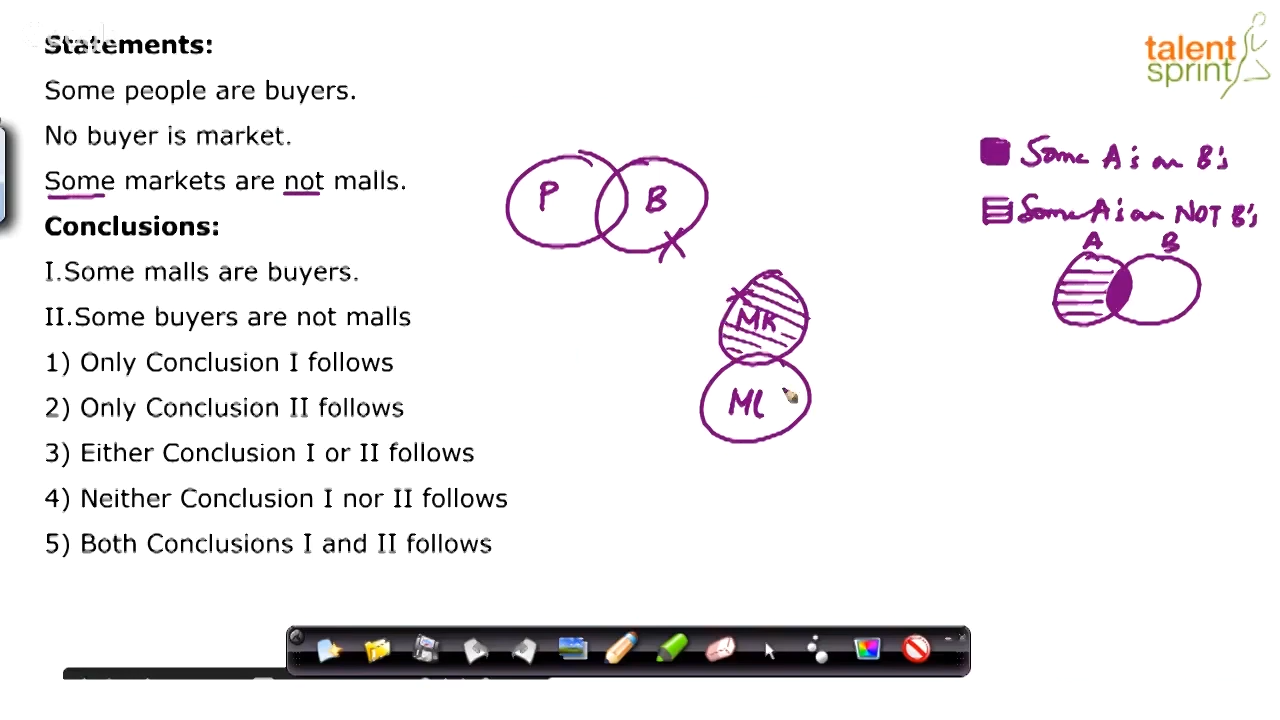 Statements:
Some people are buyers.
No buyer is market.
Some markets are not malls.
Conclusions:
I.Some malls are buyers.
II.Some buyers are not malls
1) Only Conclusion I follows
2) Only Conclusion II follows
3) Either Conclusion I or II follows
4) Neither Conclusion I nor II follows
5) Both Conclusions I and II follows
P
B
MK
ML
talent
sprint
Some A's are B's
Some A's are NOT B's
A B